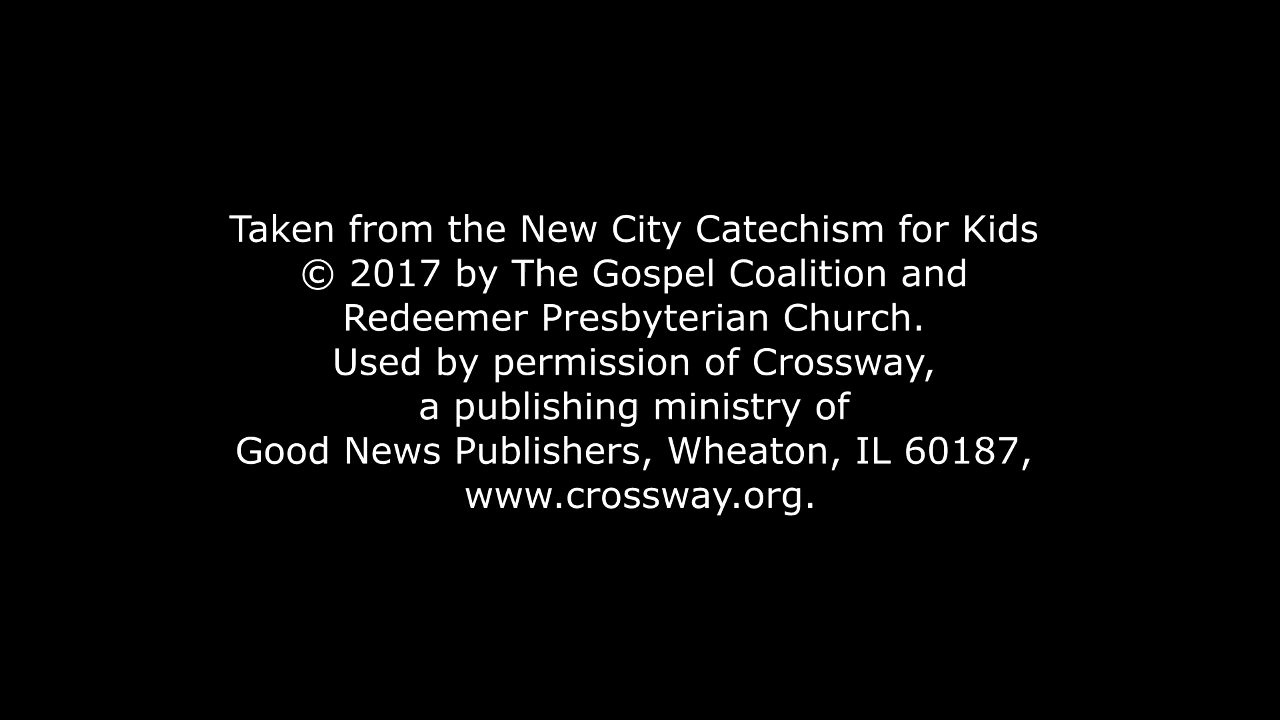 Taken from the New City Catechism for Kids
© 2017 by The Gospel Coalition and
Redeemer Presbyterian Church.
Used by permission of Crossway,
a publishing ministry of
Good News Publishers, Wheaton, IL 60187,
www.crossway.org.